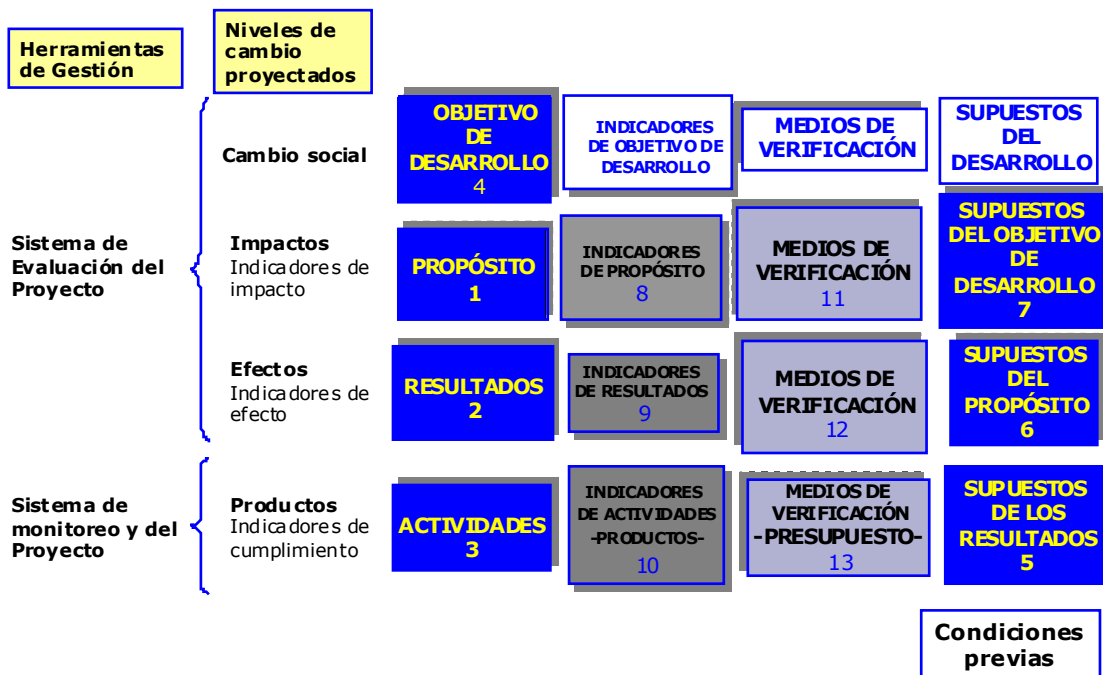 Herramientas
de Gestión
Niveles de
cambio
proyectados
Cambio social
OBJETIVO
DE
DESARROLLO
4
INDICADORES
DE OBJETIVO DE
DESARROLLO
MEDIOS DE
VERIFICACIÓN
SUPUESTOS
DEL
DESARROLLO
Sistema de
Evaluación del
Proyecto
Impactos
Indicadores de
impacto
PROPÓSITO
1
INDICADORES
DE PROPÓSITO
8
MEDIOS DE
VERIFICACIÓN
11
SUPUESTOS
DEL OBJETIVO
DE
DESARROLLO
7
Efectos
Indicadores de
efecto
RESULTADOS
2
INDICADORES
DE RESULTADOS
9
MEDIOS DE
VERIFICACIÓN
12
SUPUESTOS
DEL
PROPÓSITO
6
Sistema de
monitoreo y del
Proyecto
Productos
Indicadores de
cumplimiento
ACTIVIDADES
3
INDICADORES
DE ACTIVIDADES
-PRODUCTOS-
10
MEDIOS DE
VERIFICACIÓN
-PRESUPUESTO-
13
SUPUESTOS
DE LOS
RESULTADOS
5
Condiciones
previas